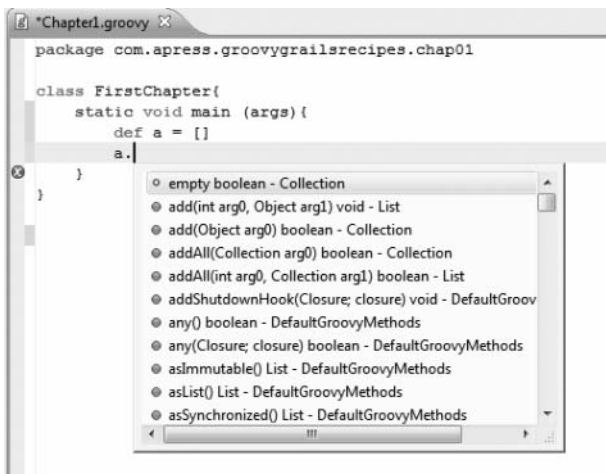 *Chapter1.groovy
package com.apress.groovygrailsrecipes.chap01
class FirstChapter{
static void main (args){
def a = []
a.
}
}
empty boolean - Collection
add(int arg0, Object arg1) void - List
add(Object arg0) boolean - Collection
addAll(Collection arg0) boolean - Collection
addAll(int arg0, Collection arg1) boolean - List
addShutdownHook(Closure; closure) void - DefaultGroov
any() boolean - DefaultGroovyMethods
any(Closure; closure) boolean - DefaultGroovyMethods
asImmutable() List - DefaultGroovyMethods
asList() List - DefaultGroovyMethods
asSynchronized() List - DefaultGroovyMethods